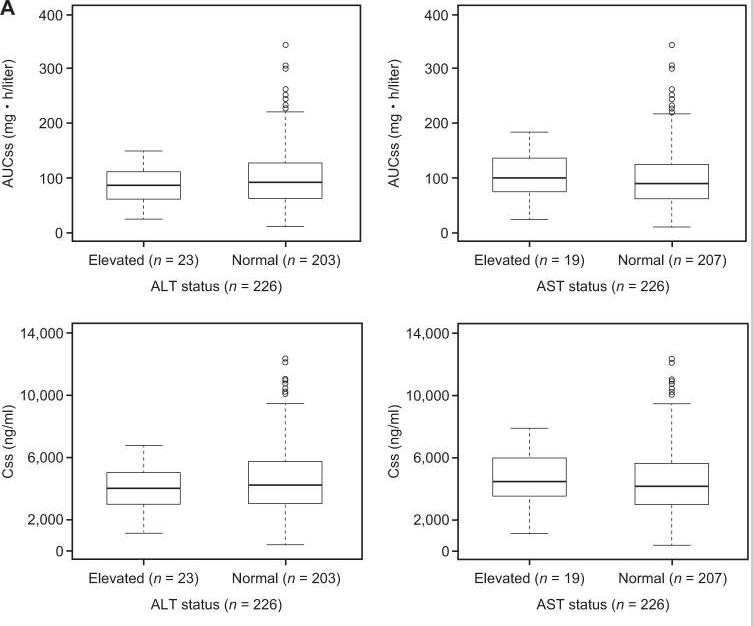 A
AUCss (mg • h/liter)
400
300
200
100
0
Elevated (n = 23)
Normal (n = 203)
ALT status (n = 226)
AUCss (mg • h/liter)
400
300
200
100
0
Elevated (n = 19)
Normal (n = 207)
AST status (n = 226)
Css (ng/ml)
14,000
10,000
6,000
2,000
0
Elevated (n = 23)
Normal (n = 203)
ALT status (n = 226)
Css (ng/ml)
14,000
10,000
6,000
2,000
0
Elevated (n = 19)
Normal (n = 207)
AST status (n = 226)